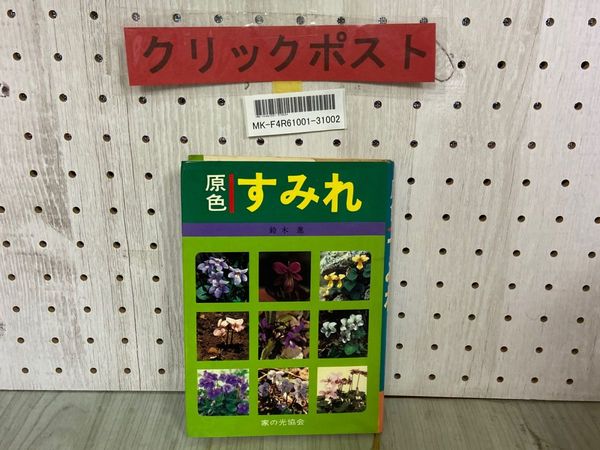 クリックポスト
MK-F4R61001-31002
原色
すみれ
鈴木進
家の光協会